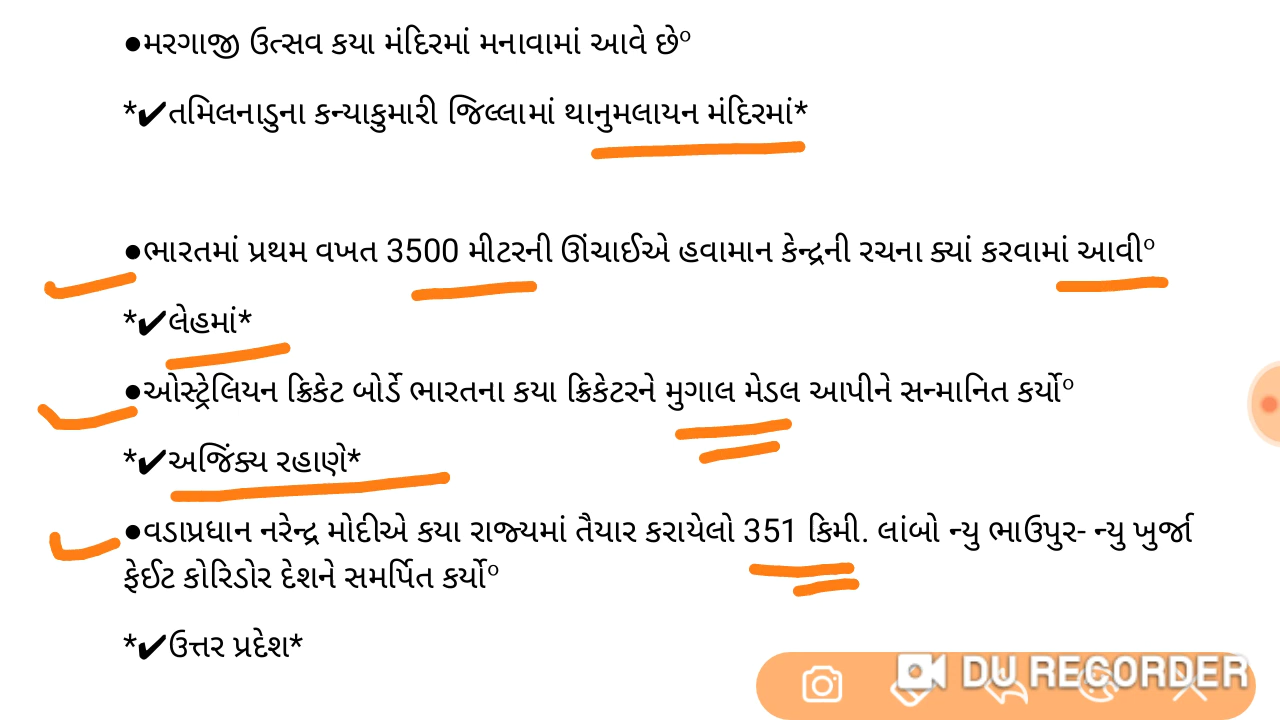 ●મરગાજી ઉત્સવ કયા મંદિરમાં મનાવામાં આવે છેº
*✔તમિલનાડુના કન્યાકુમારી જિલ્લામાં થાનુમલાયન મંદિરમાં*
●ભારતમાં પ્રથમ વખત 3500 મીટરની ઊંચાઈએ હવામાન કેન્દ્રની રચના ક્યાં કરવામાં આવીº
*✔લેહમાં*
●ઓસ્ટ્રેલિયન ક્રિકેટ બોર્ડે ભારતના કયા ક્રિકેટરને મુગાલ મેડલ આપીને સન્માનિત કર્યોº
*✔અજિંક્ય રહાણે*
●વડાપ્રધાન નરેન્દ્ર મોદીએ કયા રાજ્યમાં તૈયાર કરાયેલો 351 કિમી. લાંબો ન્યુ ભાઉપુર- ન્યુ ખુર્જા
ફ્રેઈટ કોરિડોર દેશને સમર્પિત કર્યોº
*✔ઉત્તર પ્રદેશ*
DU RECORDER